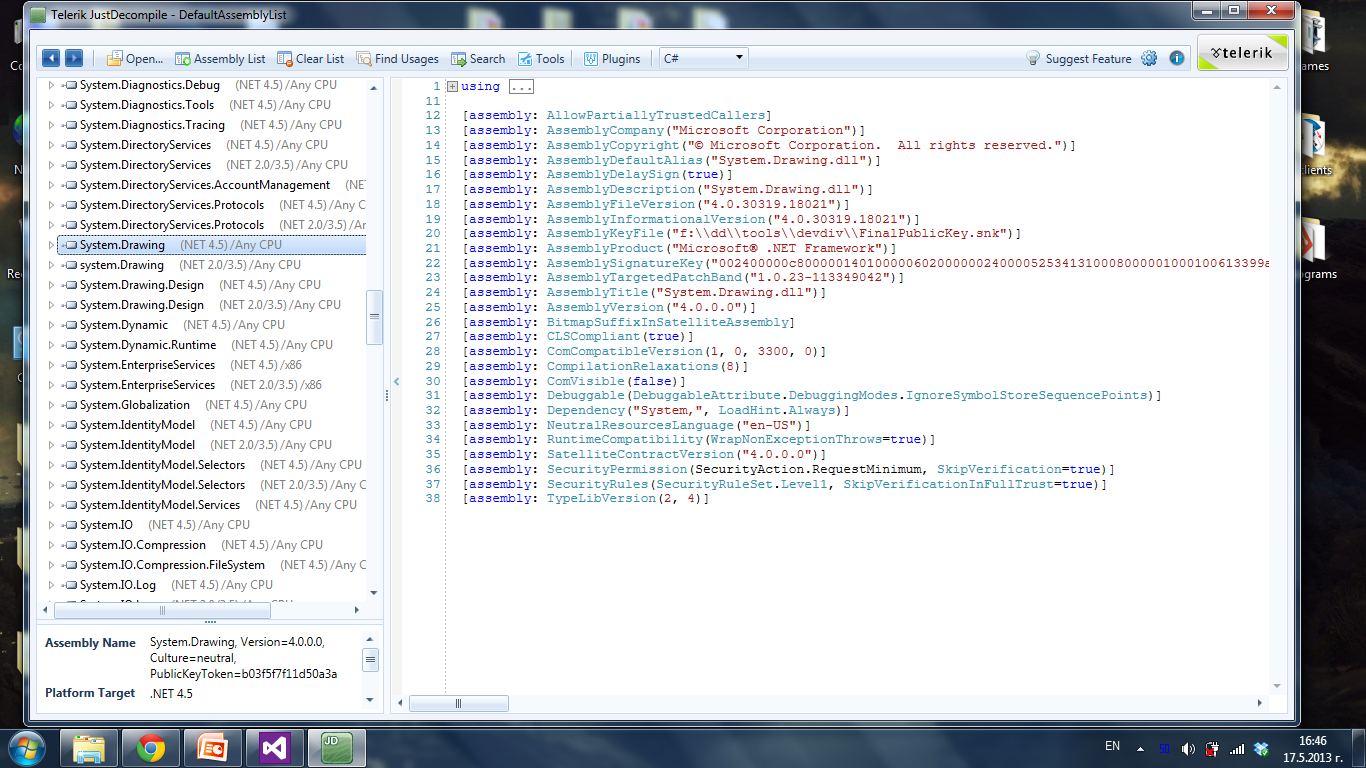 Telerik JustDecompile - DefaultAssemblyList
Open... Assembly List Clear List Find Usages Search Tools Plugins C# Suggest Feature telerik
System.Diagnostics.Debug (NET 4.5)/Any CPU
System.Diagnostics.Tools (NET 4.5)/Any CPU
System.Diagnostics.Tracing (NET 4.5)/Any CPU
System.DirectoryServices (NET 4.5)/Any CPU
System.DirectoryServices (NET 2.0/3.5)/Any CPU
System.DirectoryServices.AccountManagement (NE
System.DirectoryServices.Protocols (NET 4.5)/Any C
System.DirectoryServices.Protocols (NET 2.0/3.5)/Ar
System.Drawing (NET 4.5)/Any CPU
system.Drawing (NET 2.0/3.5)/Any CPU
System.Drawing.Design (NET 4.5)/Any CPU
System.Drawing.Design (NET 2.0/3.5)/Any CPU
System.Dynamic (NET 4.5)/Any CPU
System.Dynamic.Runtime (NET 4.5)/Any CPU
System.EnterpriseServices (NET 4.5)/x86
System.EnterpriseServices (NET 2.0/3.5)/x86
System.Globalization (NET 4.5)/Any CPU
System.IdentityModel (NET 4.5)/Any CPU
System.IdentityModel (NET 2.0/3.5)/Any CPU
System.IdentityModel.Selectors (NET 4.5)/Any CPU
System.IdentityModel.Selectors (NET 2.0/3.5)/Any C
System.IdentityModel.Services (NET 4.5)/Any CPU
System.IO (NET 4.5)/Any CPU
System.IO.Compression (NET 4.5)/Any CPU
System.IO.Compression.FileSystem (NET 4.5)/Any C
System.IO.Log (NET 4.5)/Any CPU
Assembly Name System.Drawing, Version=4.0.0.0,
Culture=neutral,
PublicKeyToken=b03f5f7f11d50a3a
Platform Target .NET 4.5
1 using ...
11
12 [assembly: AllowPartiallyTrustedCallers]
13 [assembly: AssemblyCompany("Microsoft Corporation")]
14 [assembly: AssemblyCopyright("© Microsoft Corporation.  All rights reserved.")]
15 [assembly: AssemblyDefaultAlias("System.Drawing.dll")]
16 [assembly: AssemblyDelaySign(true)]
17 [assembly: AssemblyDescription("System.Drawing.dll")]
18 [assembly: AssemblyFileVersion("4.0.30319.18021")]
19 [assembly: AssemblyInformationalVersion("4.0.30319.18021")]
20 [assembly: AssemblyKeyFile("f:\\dd\\tools\\devdiv\\FinalPublicKey.snk")]
21 [assembly: AssemblyProduct("Microsoft® .NET Framework")]
22 [assembly: AssemblySignatureKey("002400000c800000140100000602000000240000525341310008000001000100613399a
23 [assembly: AssemblyTargetedPatchBand("1.0.23-113349042")]
24 [assembly: AssemblyTitle("System.Drawing.dll")]
25 [assembly: AssemblyVersion("4.0.0.0")]
26 [assembly: BitmapSuffixInSatelliteAssembly]
27 [assembly: CLSCompliant(true)]
28 [assembly: ComCompatibleVersion(1, 0, 3300, 0)]
29 [assembly: CompilationRelaxations(8)]
30 [assembly: ComVisible(false)]
31 [assembly: Debuggable(DebuggableAttribute.DebuggingModes.IgnoreSymbolStoreSequencePoints)]
32 [assembly: Dependency("System,", LoadHint.Always)]
33 [assembly: NeutralResourcesLanguage("en-US")]
34 [assembly: RuntimeCompatibility(WrapNonExceptionThrows=true)]
35 [assembly: SatelliteContractVersion("4.0.0.0")]
36 [assembly: SecurityPermission(SecurityAction.RequestMinimum, SkipVerification=true)]
37 [assembly: SecurityRules(SecurityRuleSet.Level1, SkipVerificationInFullTrust=true)]
38 [assembly: TypeLibVersion(2, 4)]
ames
lients
ograms
JD
EN
16:46
17.5.2013 г.